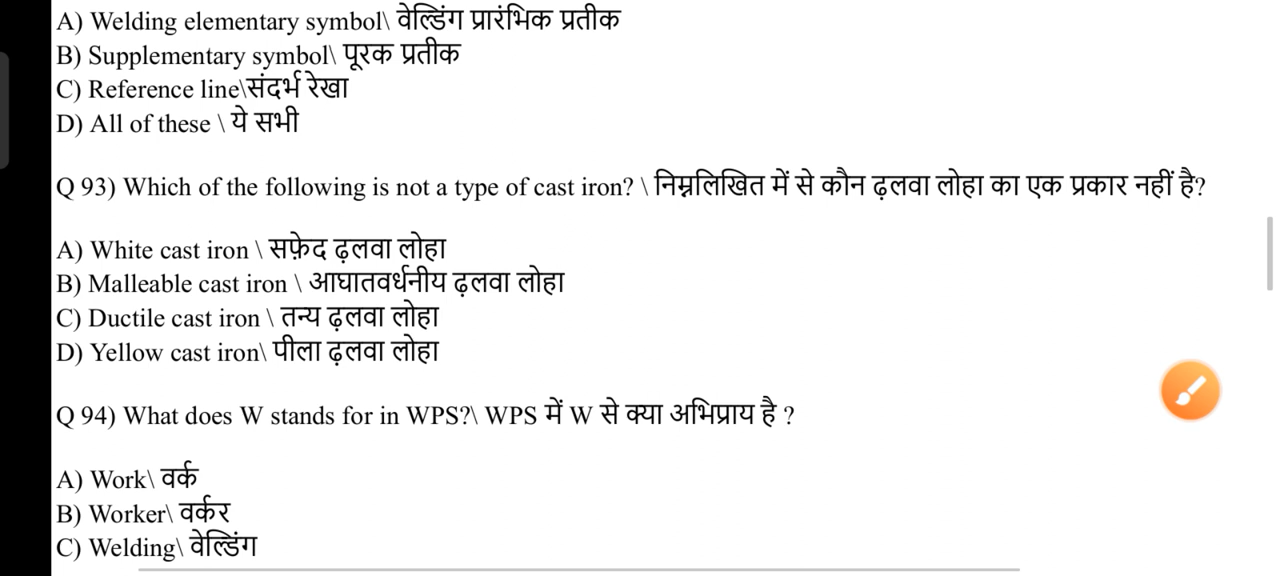 A) Welding elementary symbol\ वेल्डिंग प्रारंभिक प्रतीक
B) Supplementary symbol\ पूरक प्रतीक
C) Reference line\संदर्भ रेखा
D) All of these \ ये सभी
Q 93) Which of the following is not a type of cast iron? \ निम्नलिखित में से कौन ढ़लवा लोहा का एक प्रकार नहीं है?
A) White cast iron \ सफ़ेद ढ़लवा लोहा
B) Malleable cast iron \ आघातवर्धनीय ढ़लवा लोहा
C) Ductile cast iron \ तन्य ढ़लवा लोहा
D) Yellow cast iron\ पीला ढ़लवा लोहा
Q 94) What does W stands for in WPS?\ WPS में W से क्या अभिप्राय है ?
A) Work\ वर्क
B) Worker\ वर्कर
C) Welding\ वेल्डिंग